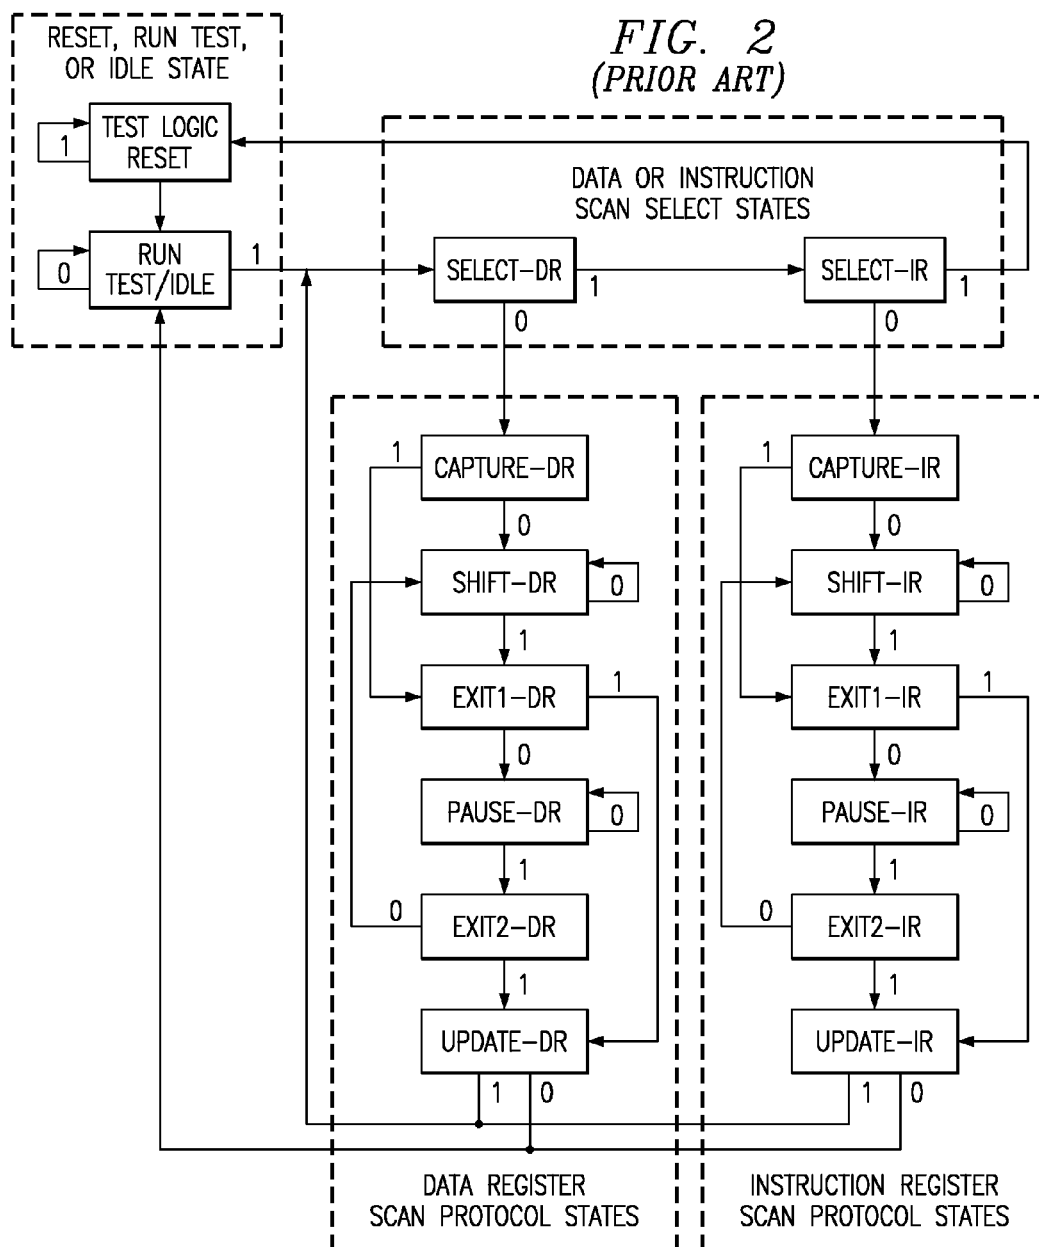 RESET, RUN TEST,
OR IDLE STATE
FIG. 2
(PRIOR ART)
TEST LOGIC
RESET
1
RUN
TEST/IDLE
0
1
DATA OR INSTRUCTION
SCAN SELECT STATES
SELECT-DR
1
0
SELECT-IR
1
0
1
CAPTURE-DR
0
SHIFT-DR
0
1
EXIT1-DR
1
0
PAUSE-DR
0
1
0
EXIT2-DR
1
UPDATE-DR
1
0
DATA REGISTER
SCAN PROTOCOL STATES
1
CAPTURE-IR
0
SHIFT-IR
0
1
EXIT1-IR
1
0
PAUSE-IR
0
1
0
EXIT2-IR
1
UPDATE-IR
1
0
INSTRUCTION REGISTER
SCAN PROTOCOL STATES